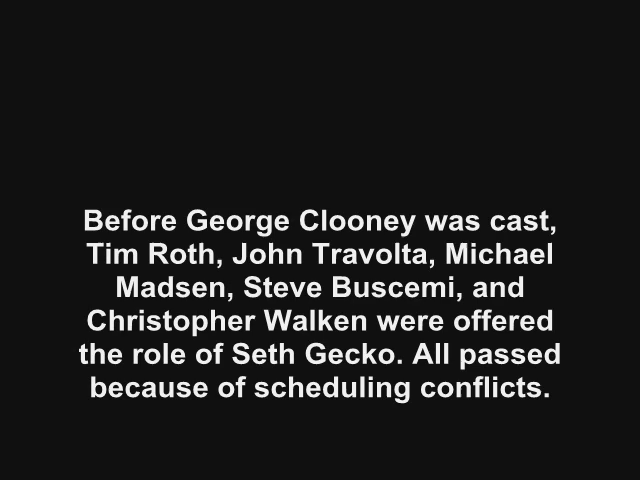 Before George Clooney was cast,
Tim Roth, John Travolta, Michael
Madsen, Steve Buscemi, and
Christopher Walken were offered
the role of Seth Gecko. All passed
because of scheduling conflicts.